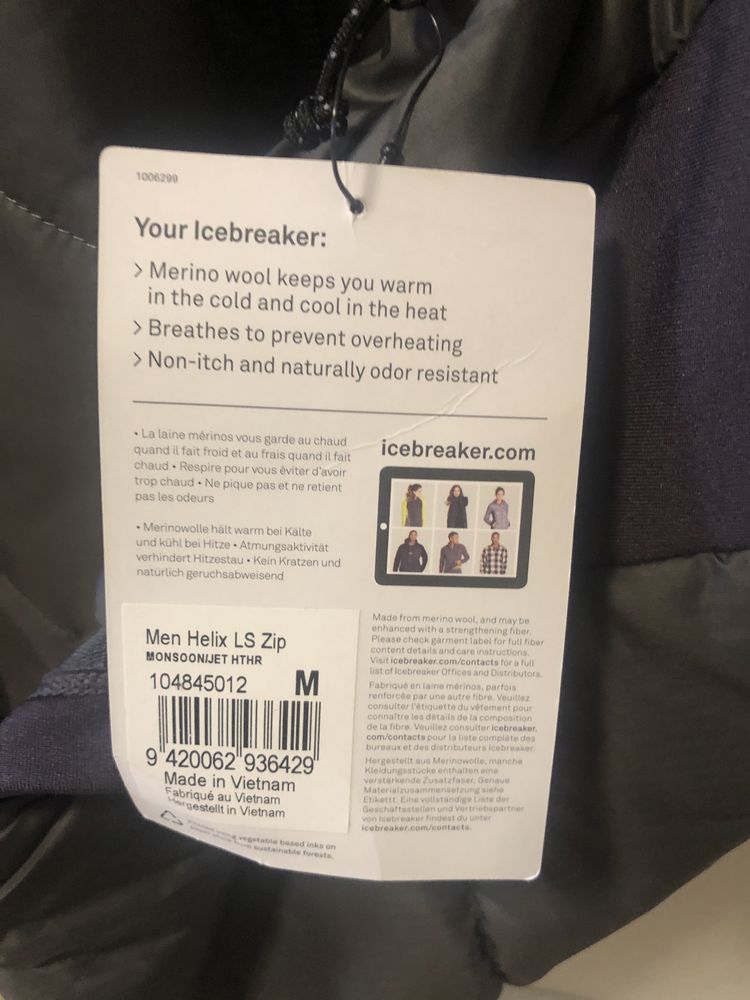 1006299
Your Icebreaker:
> Merino wool keeps you warm
in the cold and cool in the heat
> Breathes to prevent overheating
> Non-itch and naturally odor resistant
• La laine mérinos vous garde au chaud
quand il fait froid et au frais quand il fait
chaud • Respire pour vous éviter d'avoir
trop chaud • Ne pique pas et ne retient
pas les odeurs
• Merinowolle hält warm bei Kälte
und kühl bei Hitze • Atmungsaktivität
verhindert Hitzestau • Kein Kratzen und
natürlich geruchsabweisend
icebreaker.com
Men Helix LS Zip
MONSOON/JET HTHR
104845012 M
9 420062 936429
Made in Vietnam
Fabriqué au Vietnam
Hergestellt in Vietnam
Made from merino wool, and may be
enhanced with a strengthening fiber.
Please check garment label for full fiber
content details and care instructions.
Visit icebreaker.com/contacts for a full
list of Icebreaker Offices and Distributors.
Fabriqué en laine mérinos, parfois
renforcée par une autre fibre. Veuillez
consulter l'étiquette du vêtement pour
connaître les détails de la composition
de la fibre. Veuillez consulter icebreaker.
com/contacts pour la liste complète des
bureaux et des distributeurs Icebreaker.
Hergestellt aus Merinowolle, manche
Kleidungsstücke enthalten eine
verstärkende Zusatzfaser. Genaue
Materialzusammensetzung siehe
Etikettt. Eine vollständige Liste der
Geschäftsstellen und Vertriebspartner
von Icebreaker findest du unter
icebreaker.com/contacts.
using vegetable based inks on
from sustainable forests.